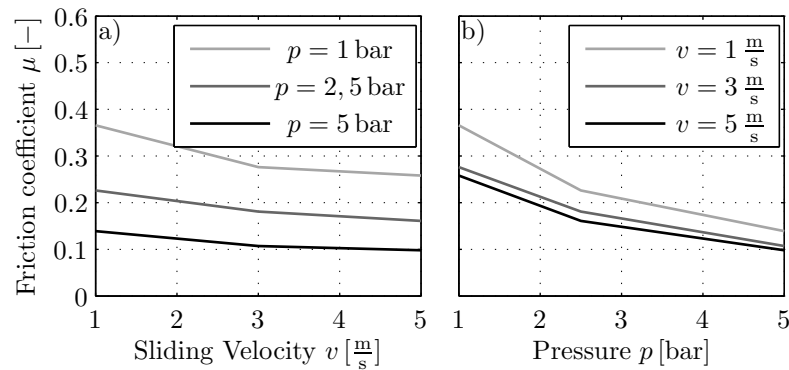 Friction coefficient μ [−]
0.6
0.5
0.4
0.3
0.2
0.1
0
a)
p = 1 bar
p = 2, 5 bar
p = 5 bar
1 2 3 4 5
Sliding Velocity v [m/s]
b)
v = 1 m/s
v = 3 m/s
v = 5 m/s
1 2 3 4 5
Pressure p [bar]